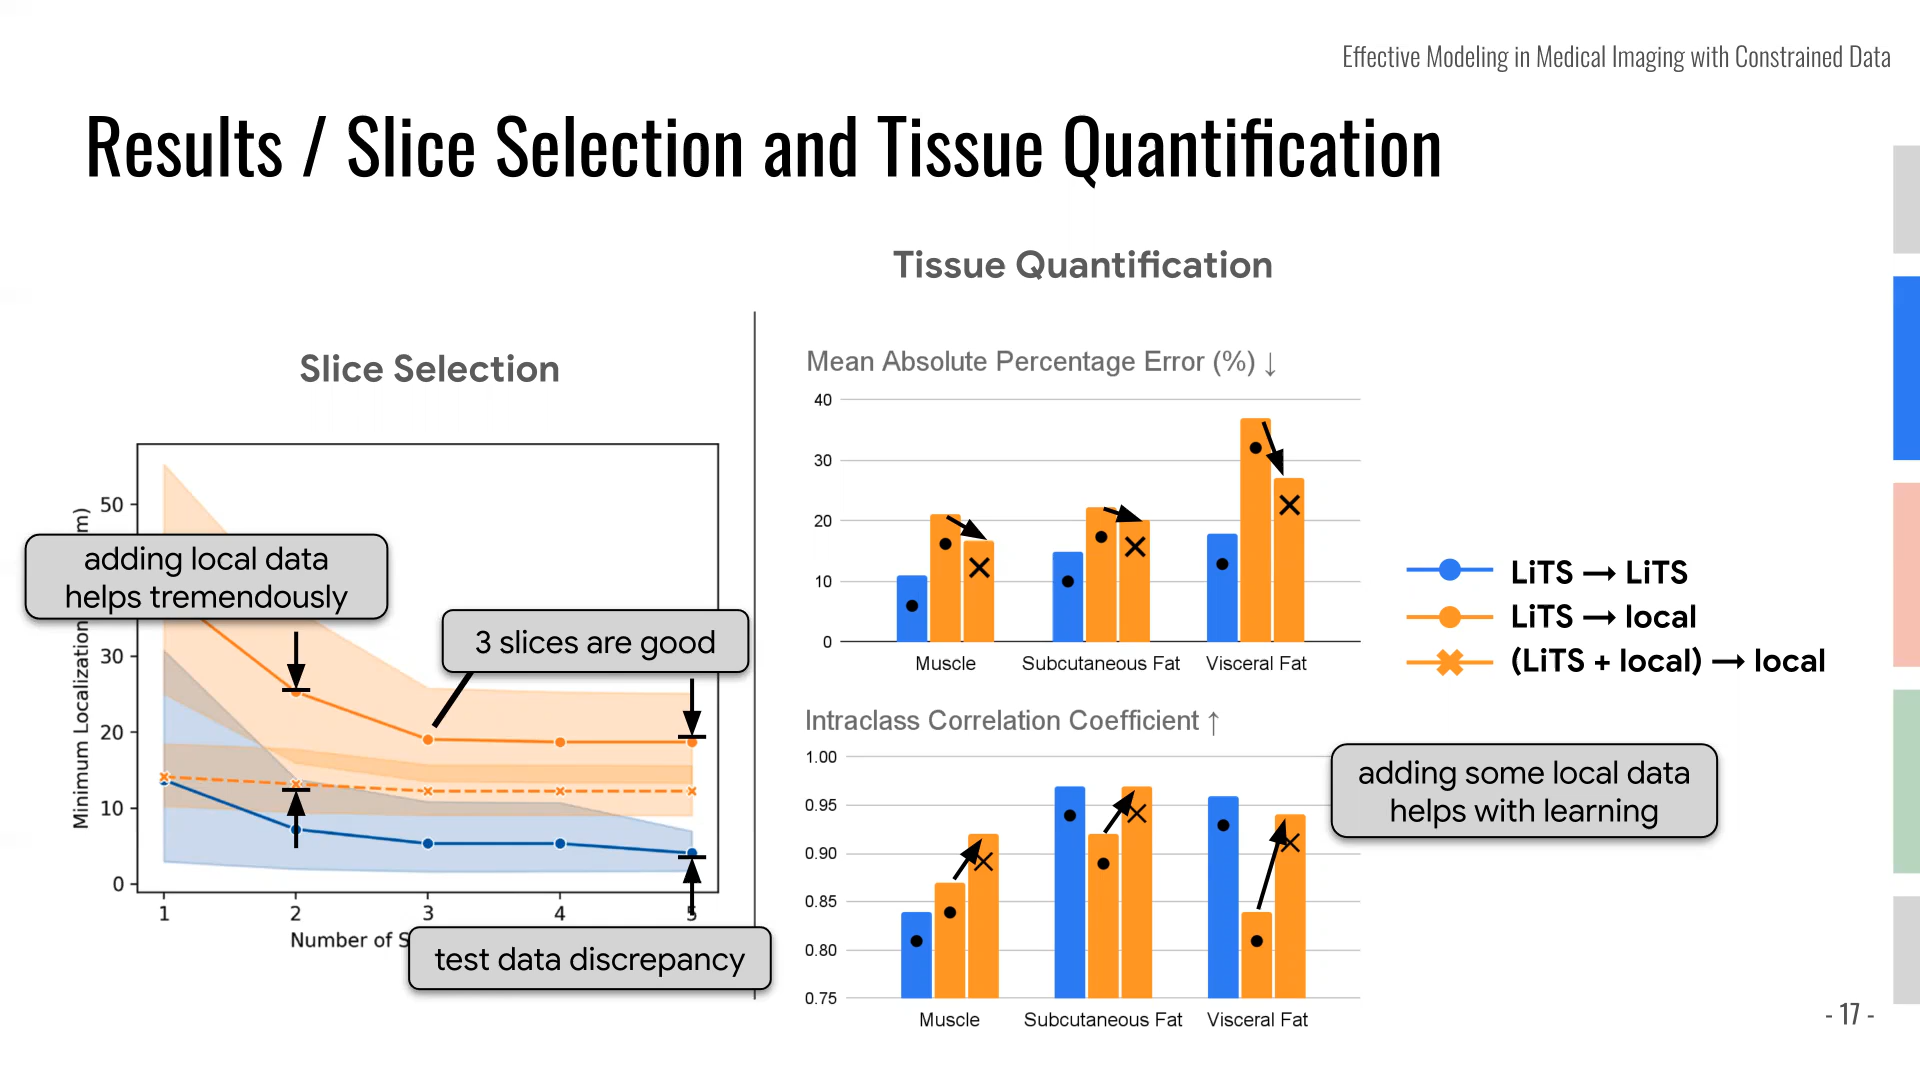 Effective Modeling in Medical Imaging with Constrained Data
Results / Slice Selection and Tissue Quantification
Slice Selection
50
30
20
10
0
1
2
3
4
5
Minimum Localization
m)
Number of S
adding local data
helps tremendously
3 slices are good
test data discrepancy
Tissue Quantification
Mean Absolute Percentage Error (%) ↓
40
30
20
10
0
Muscle
Subcutaneous Fat
Visceral Fat
Intraclass Correlation Coefficient ↑
1.00
0.95
0.90
0.85
0.80
0.75
Muscle
Subcutaneous Fat
Visceral Fat
LiTS → LiTS
LiTS → local
(LiTS + local) → local
adding some local data
helps with learning
- 17 -